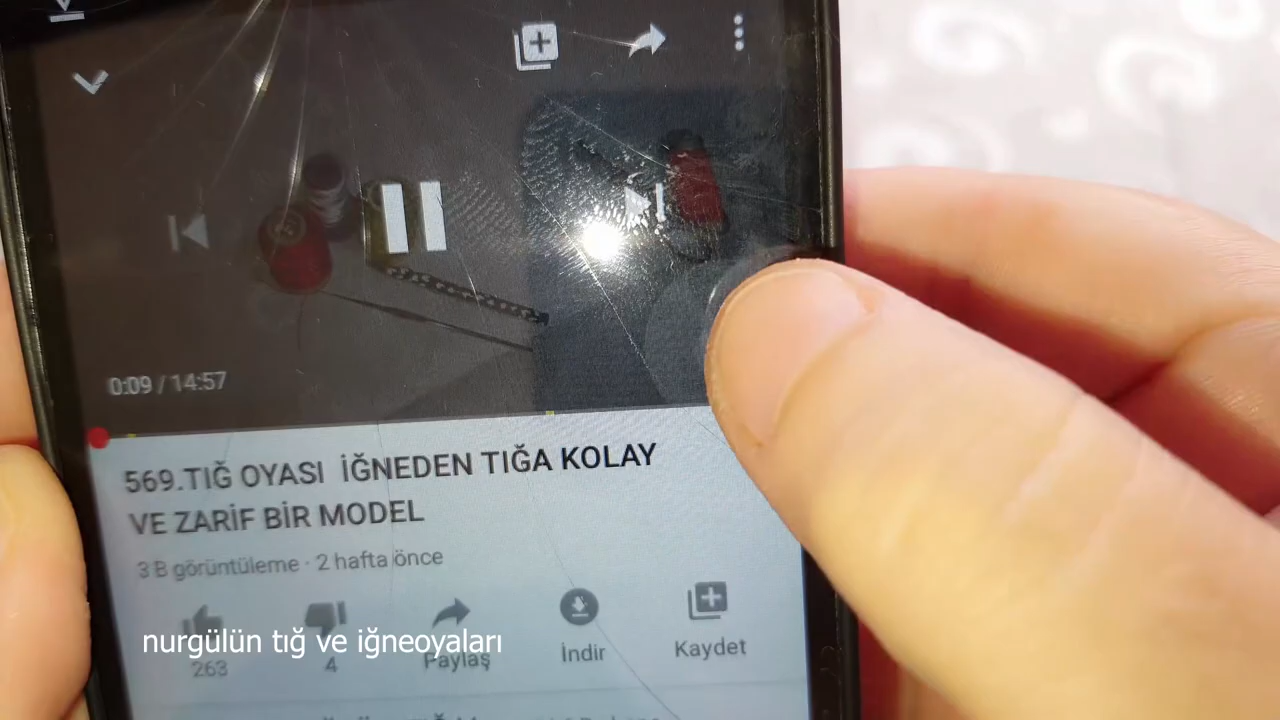 0:09 / 14:57
569.TIĞ OYASI İĞNEDEN TIĞA KOLAY
VE ZARİF BİR MODEL
3 B görüntüleme · 2 hafta önce
263
4
Paylaş
İndir
Kaydet
nurgülün tığ ve iğneoyaları